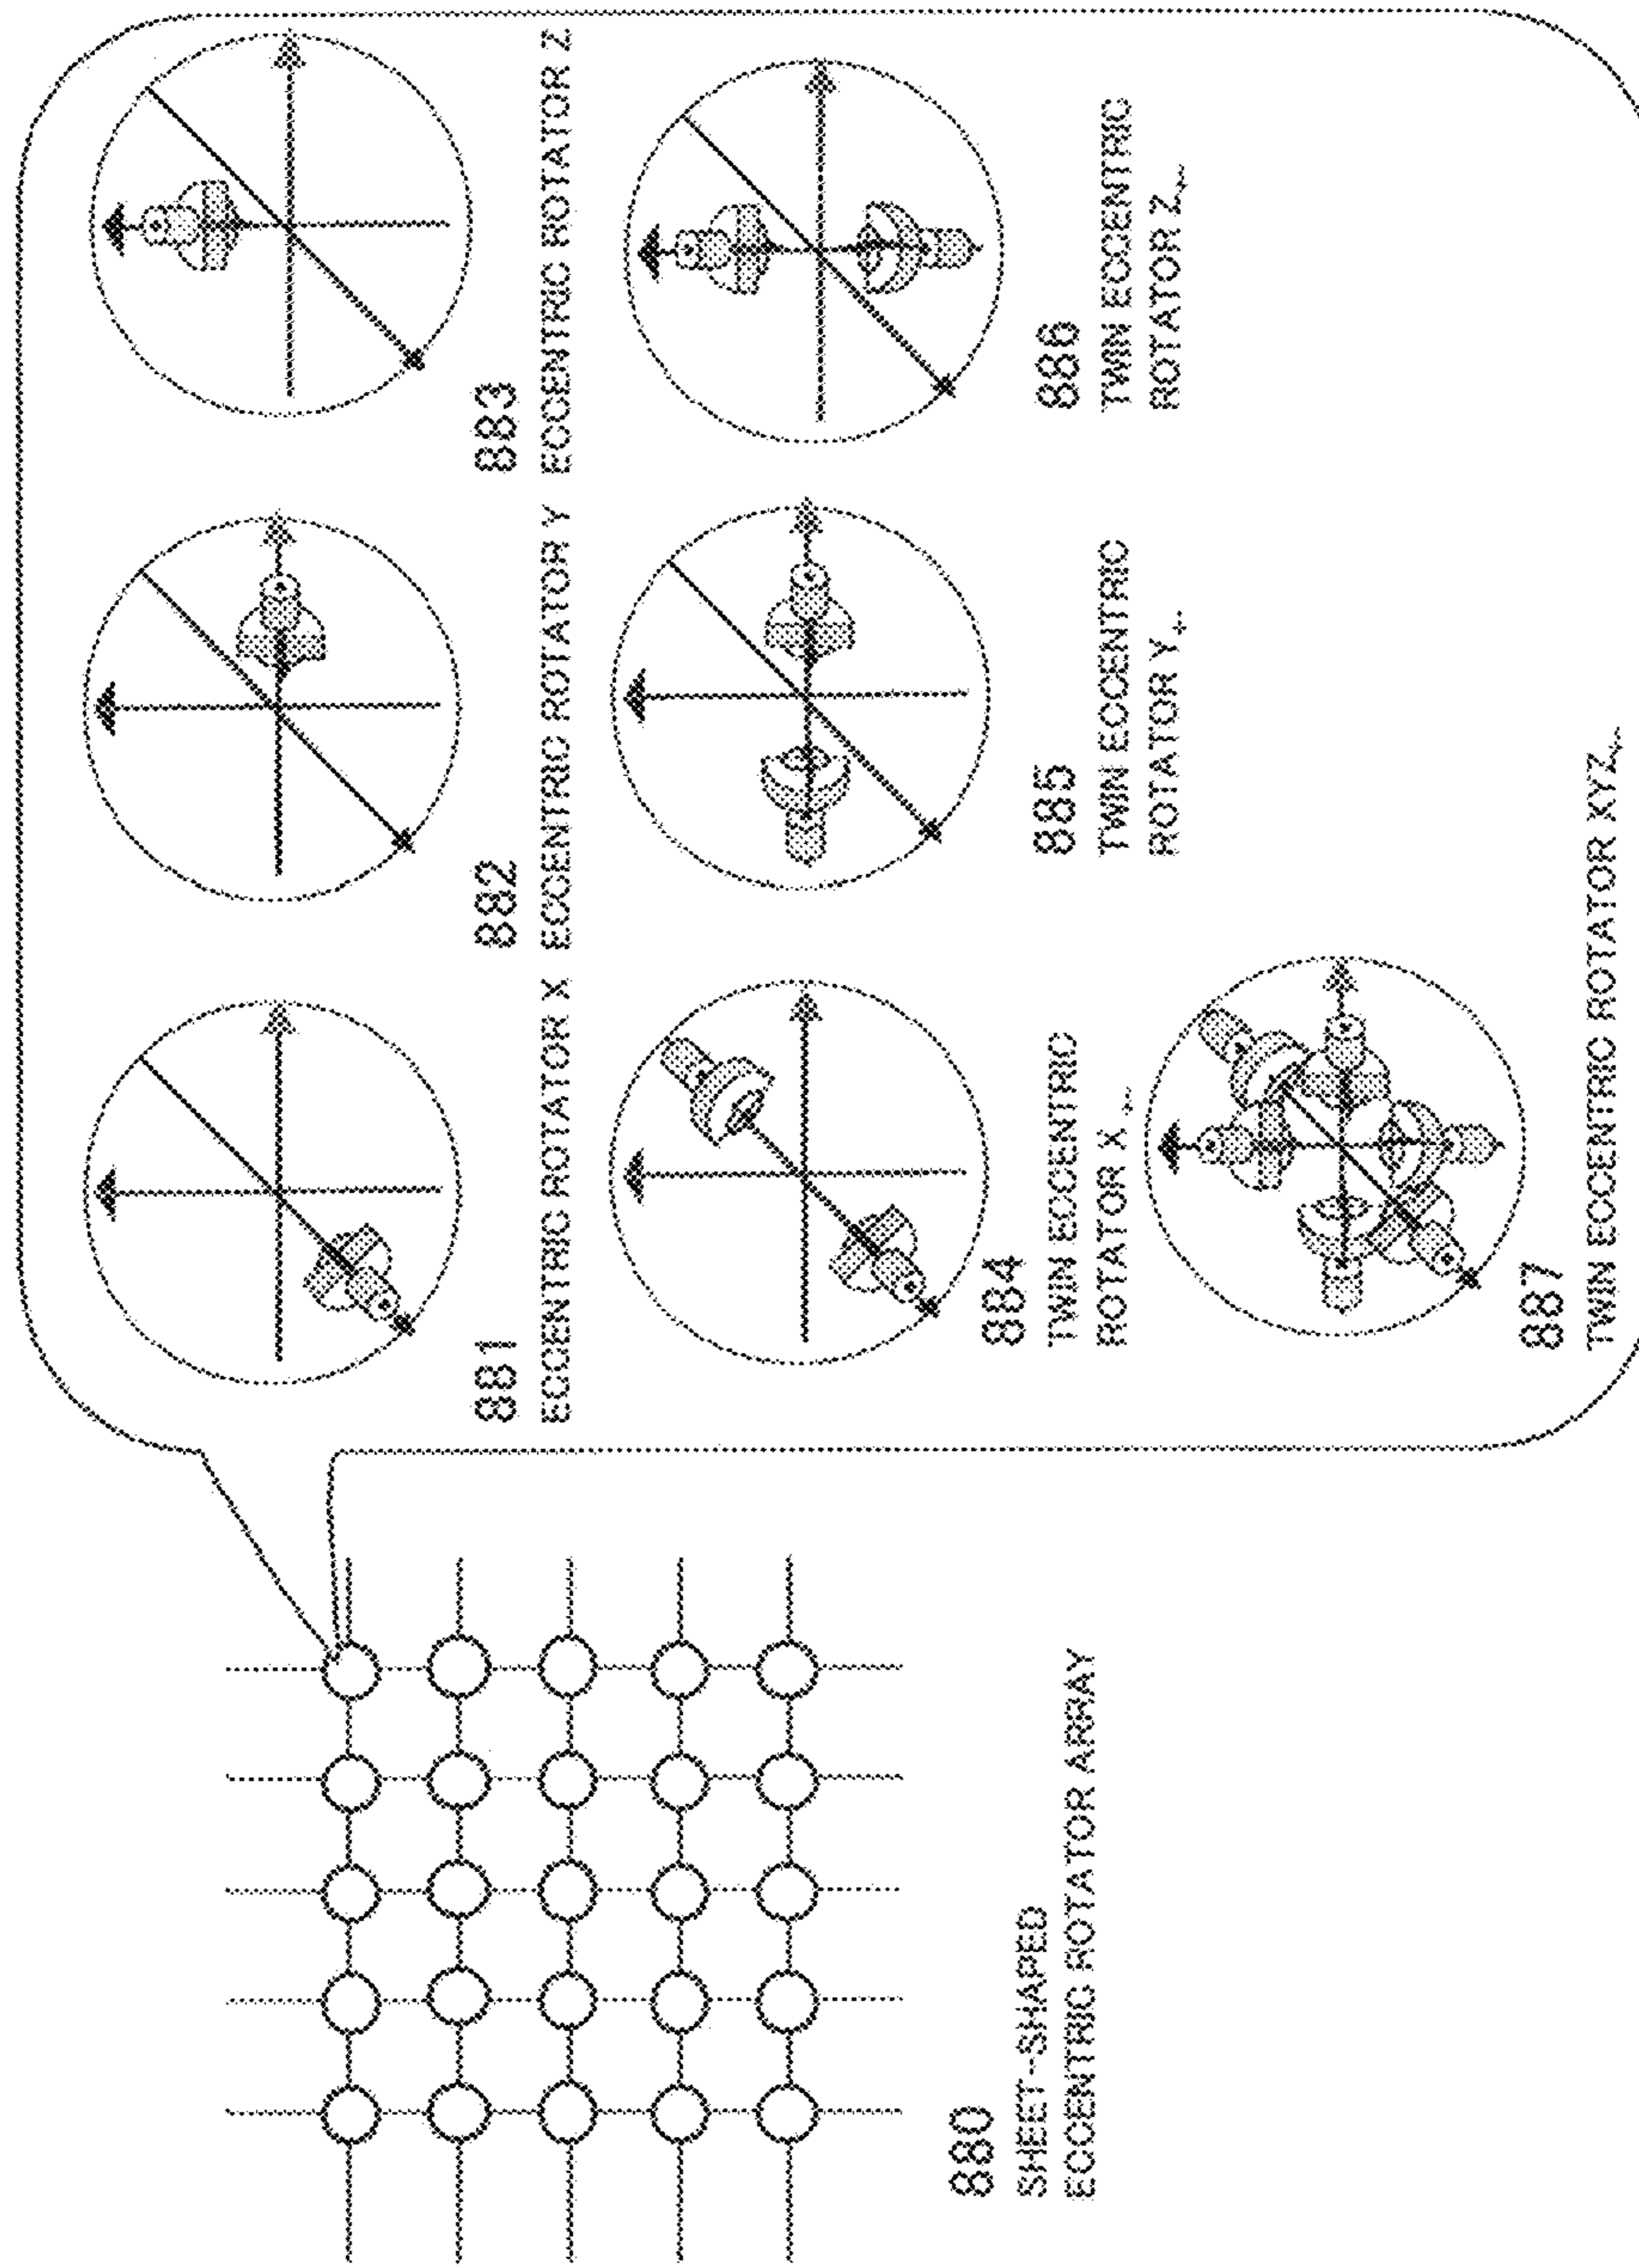 880
SHEET-SHAPED
ECCENTRIC ROTATOR ARRAY
881
ECCENTRIC ROTATOR X
882
ECCENTRIC ROTATOR Y
883
ECCENTRIC ROTATOR Z
884
TWIN ECCENTRIC
ROTATOR X
885
TWIN ECCENTRIC
ROTATOR Y
886
TWIN ECCENTRIC
ROTATOR Z
887
TWIN ECCENTRIC ROTATOR XYZ